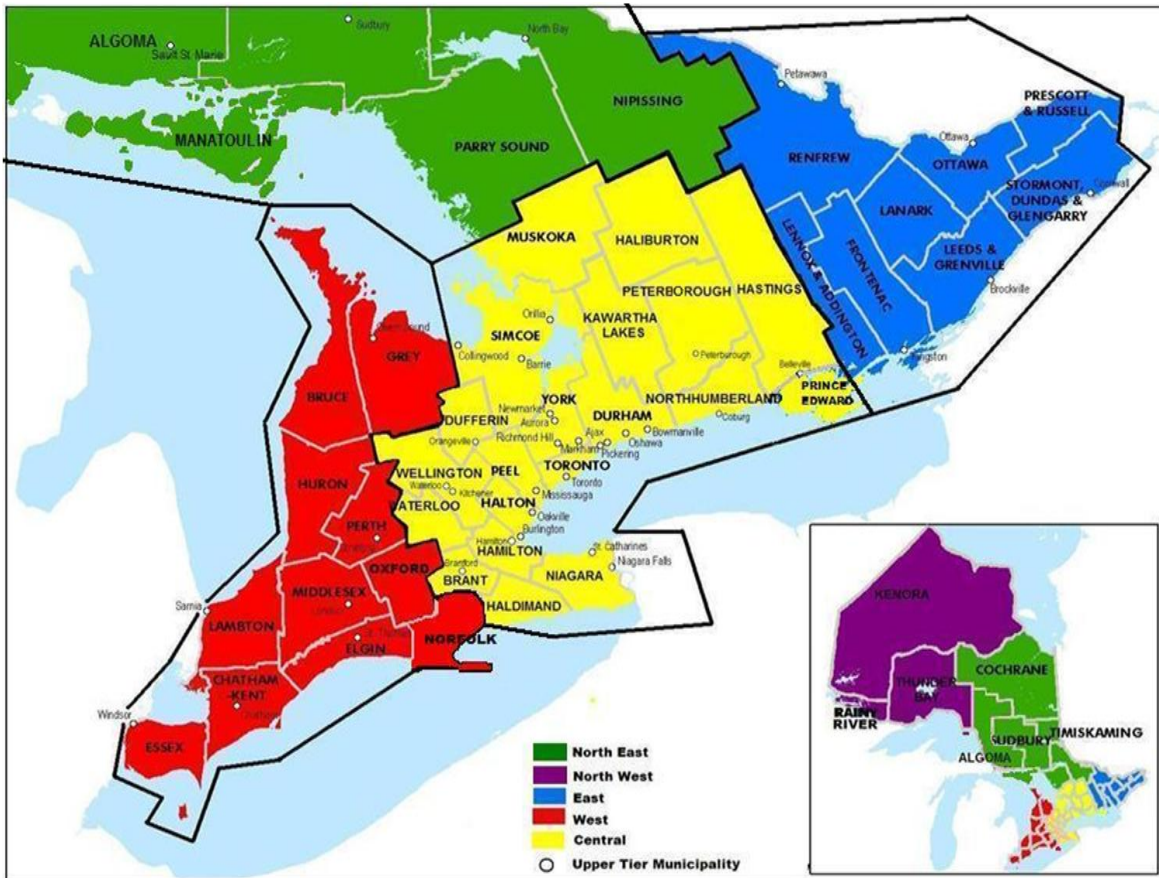 Sudbury
ALGOMA
North Bay
Sault St. Marie
Petawawa
NIPISSING
PRESCOTT
& RUSSELL
MANATOULIN
Ottawa
PARRY SOUND
RENFREW
OTTAWA
STORMONT,
DUNDAS &
GLENGARRY
Cornwall
LANARK
MUSKOKA
HALIBURTON
LENNOX & ADDINGTON
FRONTENAC
LEEDS &
GRENVILLE
Brockville
PETERBOROUGH
HASTINGS
Orillia
KAWARTHA
LAKES
SIMCOE
Owen Sound
GREY
Collingwood
Barrie
Peterborough
Kingston
Belleville
PRINCE
EDWARD
BRUCE
YORK
NORTHHUMBERLAND
Newmarket
DUFFERIN
Aurora
DURHAM
Coburg
Orangeville
Richmond Hill
Ajax
Bowmanville
Markham
Oshawa
Pickering
WELLINGTON
PEEL
TORONTO
Toronto
HURON
Waterloo
Kitchener
Mississauga
WATERLOO
HALTON
Oakville
PERTH
Burlington
Hamilton
HAMILTON
St. Catharines
Niagara Falls
OXFORD
Brantford
BRANT
NIAGARA
MIDDLESEX
London
HALDIMAND
Sarnia
LAMBTON
St. Thomas
ELGIN
NORFOLK
CHATHAM
-KENT
Chatham
Windsor
ESSEX
KENORA
COCHRANE
THUNDER
BAY
RAINY
RIVER
TIMISKAMING
SUDBURY
ALGOMA
North East
North West
East
West
Central
Upper Tier Municipality